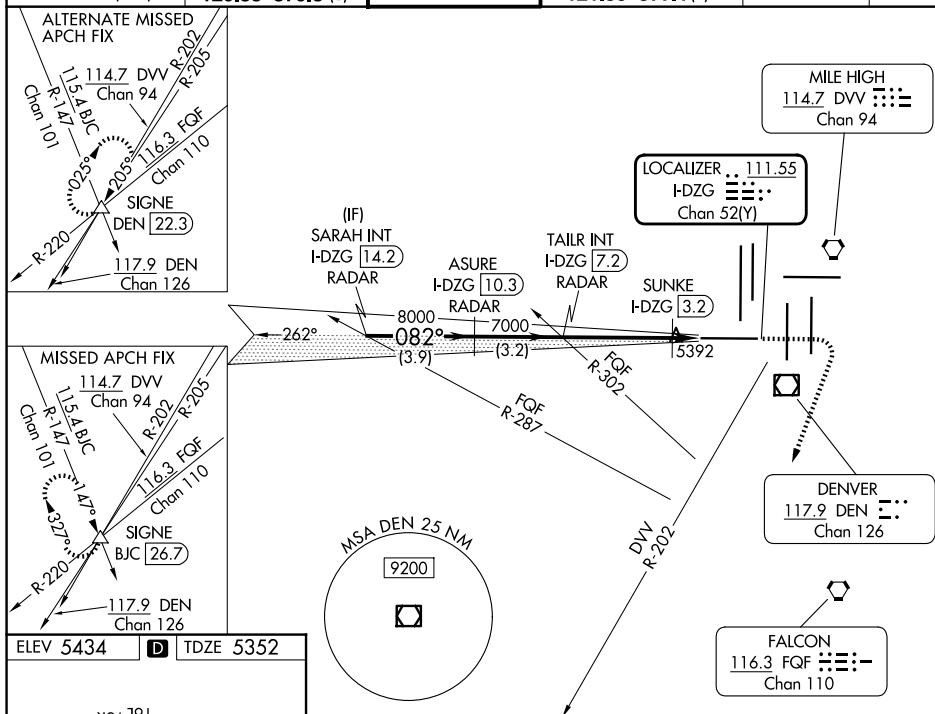 ALTERNATE MISSED
APCH FIX
R-202
R-205
114.7 DVV
Chan 94
115.4 BJC
R-147
Chan 101
116.3 FQF
Chan 110
025°
205°
SIGNE
DEN 22.3
R-220
117.9 DEN
Chan 126
MILE HIGH
114.7 DVV
Chan 94
LOCALIZER 111.55
I-DZG
Chan 52(Y)
(IF)
SARAH INT
I-DZG 14.2
RADAR
ASURE
I-DZG 10.3
RADAR
TAILR INT
I-DZG 7.2
RADAR
SUNKE
I-DZG 3.2
262°
8000
082°
(3.9)
7000
(3.2)
5392
FQF
R-302
FQF
R-287
DVV
R-202
MISSED APCH FIX
114.7 DVV
Chan 94
R-202
R-205
115.4 BJC
R-147
Chan 101
116.3 FQF
Chan 110
147°
327°
SIGNE
BJC 26.7
R-220
117.9 DEN
Chan 126
MSA DEN 25 NM
9200
DENVER
117.9 DEN
Chan 126
FALCON
116.3 FQF
Chan 110
ELEV 5434 D TDZE 5352